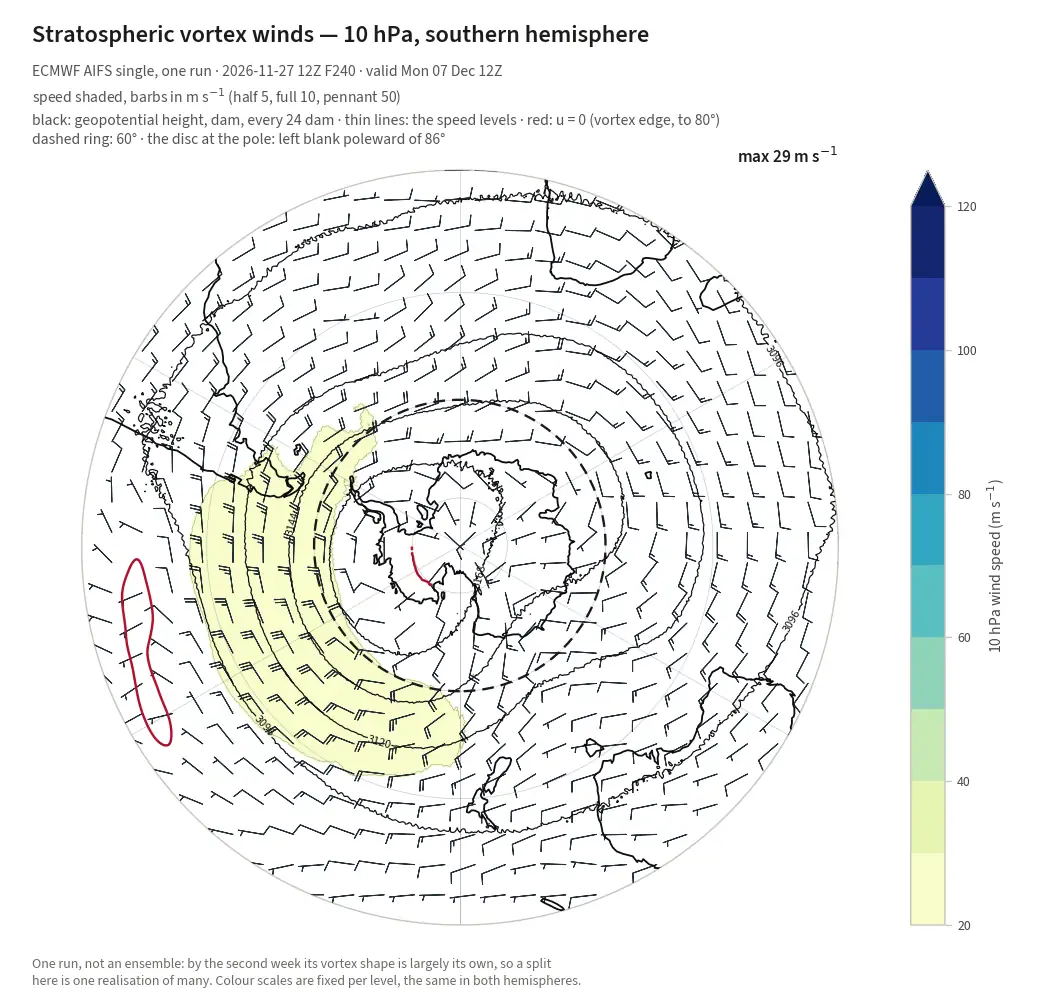 Stratospheric vortex winds — 10 hPa, southern hemisphere
ECMWF AIFS single, one run · 2026-11-27 12Z F240 · valid Mon 07 Dec 12Z
speed shaded, barbs in m s⁻¹ (half 5, full 10, pennant 50)
black: geopotential height, dam, every 24 dam · thin lines: the speed levels · red: u = 0 (vortex edge, to 80°)
dashed ring: 60° · the disc at the pole: left blank poleward of 86°
max 29 m s⁻¹
120
100
80
60
40
20
10 hPa wind speed (m s⁻¹)
3096
3144
3096
3096
3120
One run, not an ensemble: by the second week its vortex shape is largely its own, so a split
here is one realisation of many. Colour scales are fixed per level, the same in both hemispheres.